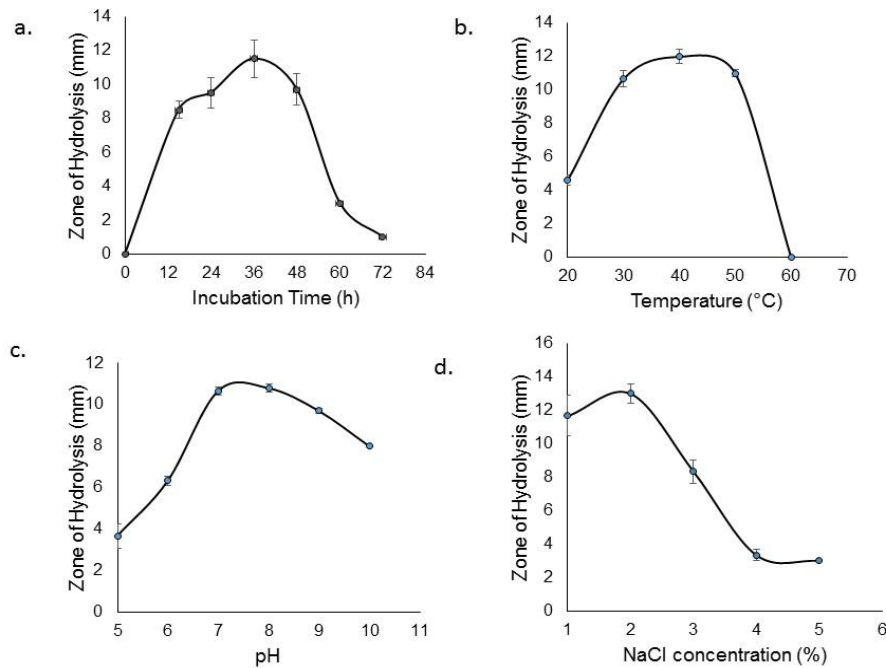 a.
Zone of Hydrolysis (mm)
14
12
10
8
6
4
2
0
0 12 24 36 48 60 72 84
Incubation Time (h)
b.
Zone of Hydrolysis (mm)
14
12
10
8
6
4
2
0
20 30 40 50 60 70
Temperature (°C)
c.
Zone of Hydrolysis (mm)
12
10
8
6
4
2
0
5 6 7 8 9 10 11
pH
d.
Zone of Hydrolysis (mm)
16
14
12
10
8
6
4
2
0
1 2 3 4 5 6
NaCl concentration (%)